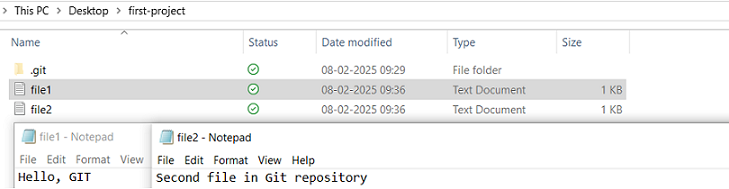 This PC > Desktop > first-project
Name Status Date modified Type Size
.git 08-02-2025 09:29 File folder
file1 08-02-2025 09:36 Text Document 1 KB
file2 08-02-2025 09:36 Text Document 1 KB
file1 - Notepad
File Edit Format View
Hello, GIT
file2 - Notepad
File Edit Format View Help
Second file in Git repository